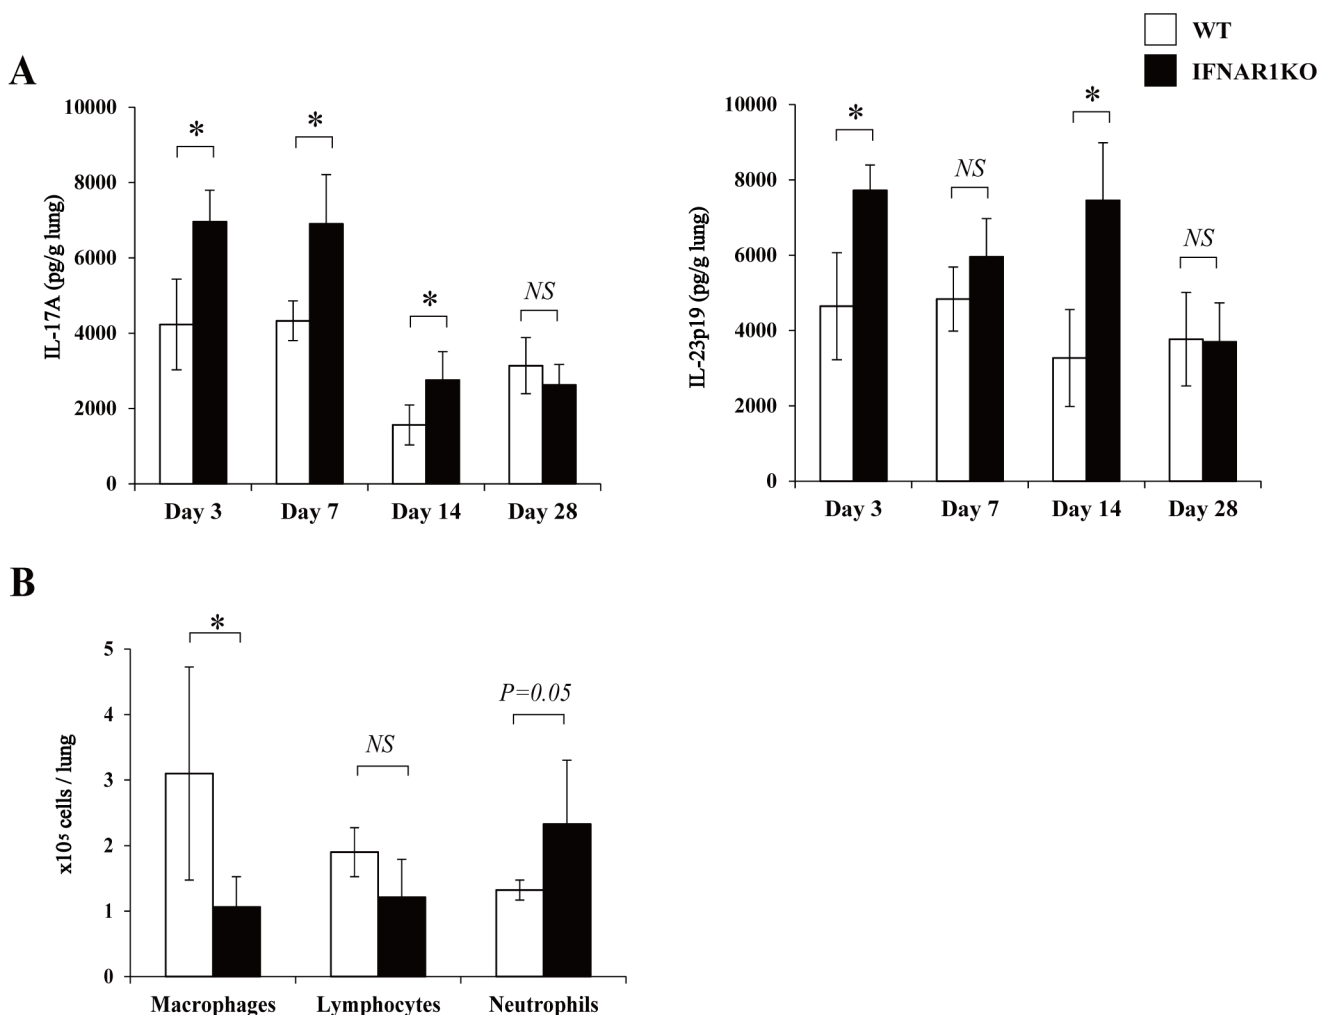 WT
IFNAR1KO
A
IL-17A (pg/g lung)
10000
8000
6000
4000
2000
0
*
*
*
NS
Day 3 Day 7 Day 14 Day 28
IL-23p19 (pg/g lung)
10000
8000
6000
4000
2000
0
*
NS
*
NS
Day 3 Day 7 Day 14 Day 28
B
x10⁵ cells / lung
5
4
3
2
1
0
*
NS
P=0.05
Macrophages Lymphocytes Neutrophils